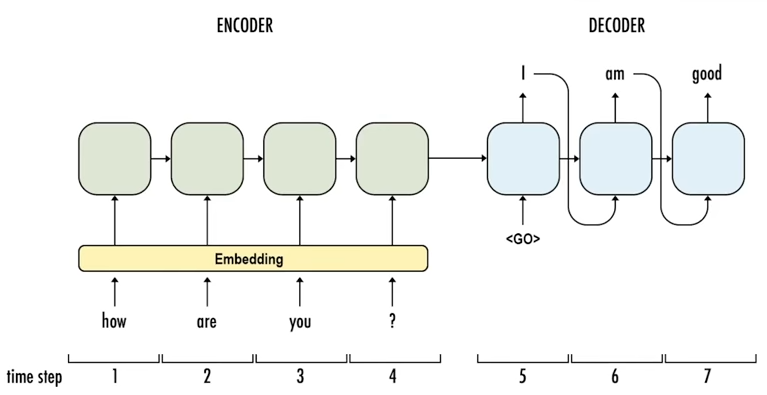 ENCODER DECODER
I am good
<GO>
Embedding
how are you ?
time step 1 2 3 4 5 6 7